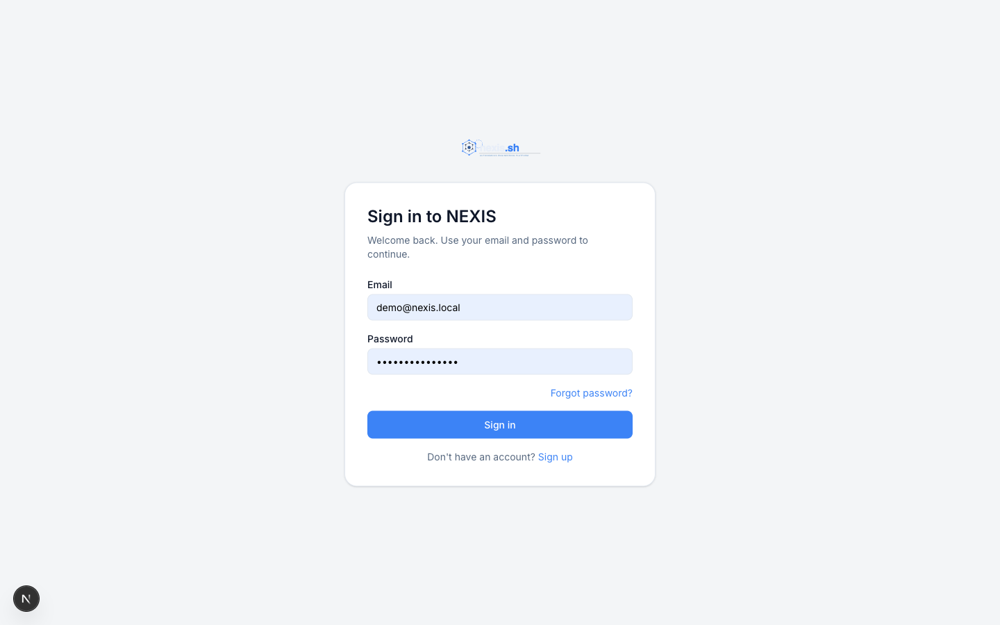 nexis.sh
Sign in to NEXIS
Welcome back. Use your email and password to
continue.
Email
demo@nexis.local
Password
•••••••••••••••
Forgot password?
Sign in
Don't have an account? Sign up
N